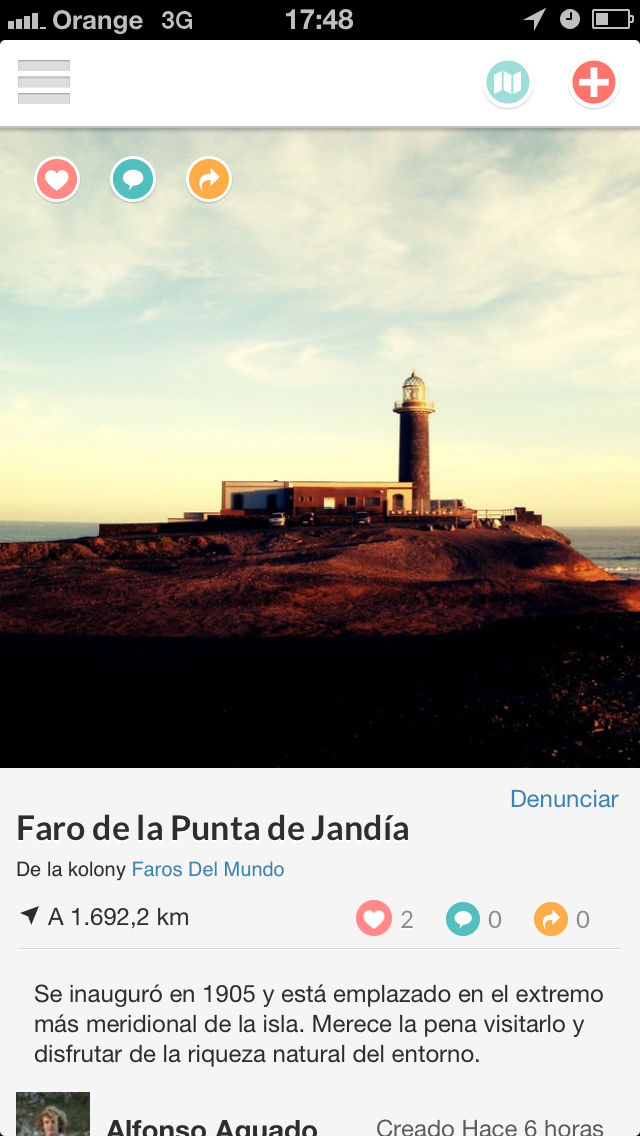 Orange 3G 17:48
Denunciar
Faro de la Punta de Jandía
De la kolony Faros Del Mundo
A 1.692,2 km 2 0 0
Se inauguró en 1905 y está emplazado en el extremo
más meridional de la isla. Merece la pena visitarlo y
disfrutar de la riqueza natural del entorno.
Alfonso Aguado Creado Hace 6 horas